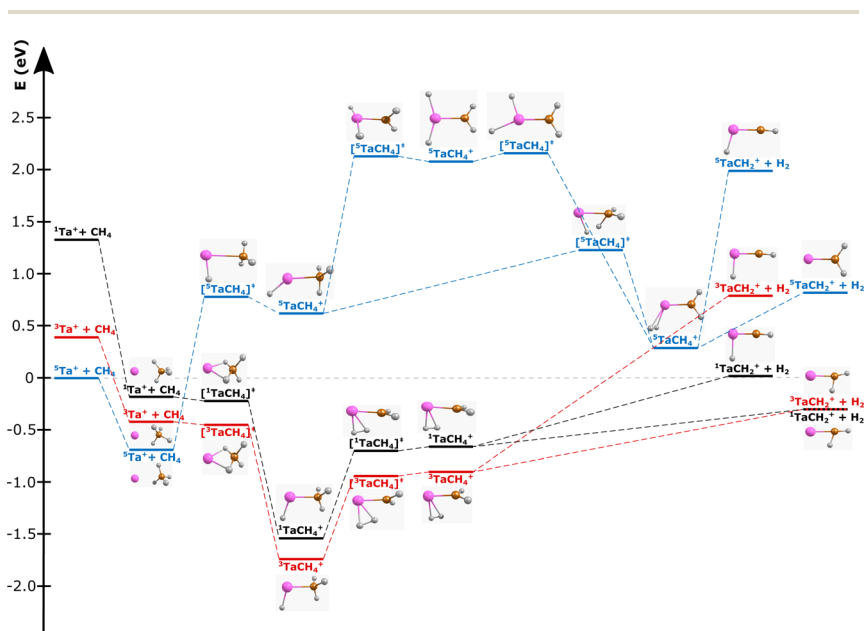 E (eV)
2.5
2.0
1.5
1.0
0.5
0
-0.5
-1.0
-1.5
-2.0
[⁵TaCH₄]‡
⁵TaCH₄⁺
[⁵TaCH₄]‡
⁵TaCH₂⁺ + H₂
¹Ta⁺+ CH₄
[⁵TaCH₄]‡
[⁵TaCH₄]‡
⁵TaCH₄⁺
³TaCH₂⁺ + H₂
⁵TaCH₂⁺ + H₂
³Ta⁺ + CH₄
⁵TaCH₄⁺
⁵Ta⁺ + CH₄
¹TaCH₂⁺ + H₂
¹Ta⁺+ CH₄
[¹TaCH₄]‡
³Ta⁺ + CH₄
[³TaCH₄]‡
³TaCH₂⁺ + H₂
¹TaCH₂⁺ + H₂
⁵Ta⁺+ CH₄
[¹TaCH₄]‡
¹TaCH₄⁺
[³TaCH₄]‡
³TaCH₄⁺
¹TaCH₄⁺
³TaCH₄⁺